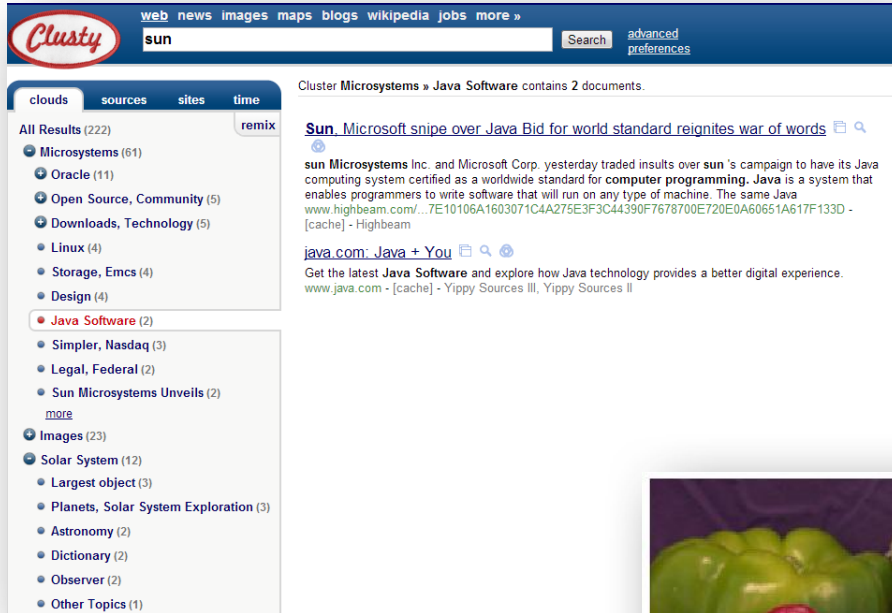 Clusty
web news images maps blogs wikipedia jobs more »
sun
Search
advanced
preferences
clouds sources sites time
remix
All Results (222)
Microsystems (61)
Oracle (11)
Open Source, Community (5)
Downloads, Technology (5)
Linux (4)
Storage, Emcs (4)
Design (4)
Java Software (2)
Simpler, Nasdaq (3)
Legal, Federal (2)
Sun Microsystems Unveils (2)
more
Images (23)
Solar System (12)
Largest object (3)
Planets, Solar System Exploration (3)
Astronomy (2)
Dictionary (2)
Observer (2)
Other Topics (1)
Cluster Microsystems » Java Software contains 2 documents.
Sun, Microsoft snipe over Java Bid for world standard reignites war of words
sun Microsystems Inc. and Microsoft Corp. yesterday traded insults over sun 's campaign to have its Java
computing system certified as a worldwide standard for computer programming. Java is a system that
enables programmers to write software that will run on any type of machine. The same Java
www.highbeam.com/...7E10106A1603071C4A275E3F3C44390F7678700E720E0A60651A617F133D -
[cache] - Highbeam
java.com: Java + You
Get the latest Java Software and explore how Java technology provides a better digital experience.
www.java.com - [cache] - Yippy Sources III, Yippy Sources II